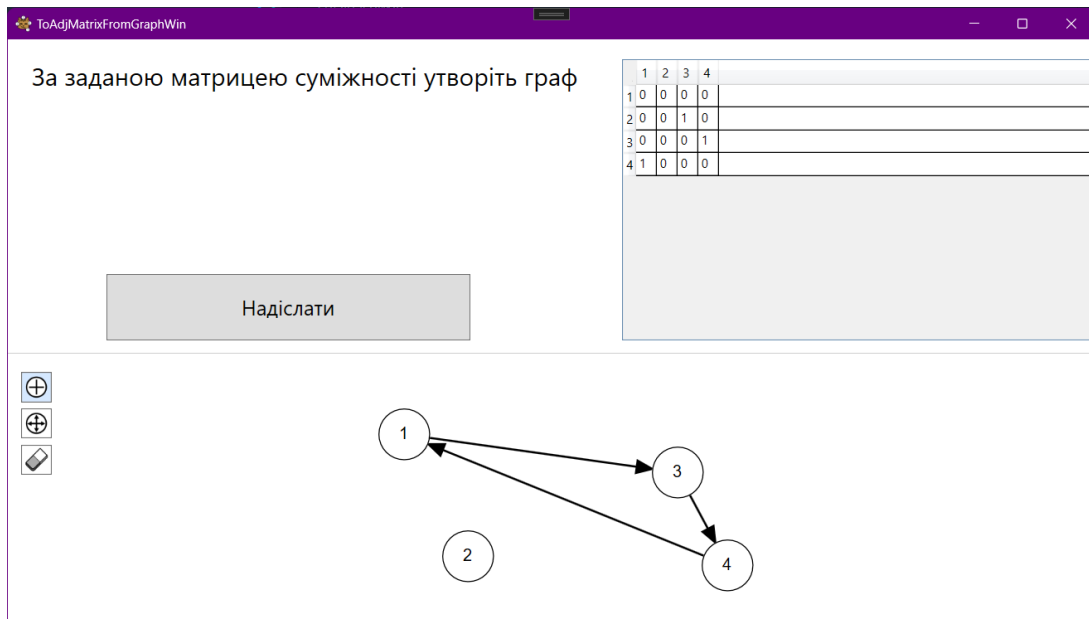 ToAdjMatrixFromGraphWin
За заданою матрицею суміжності утворіть граф
1 2 3 4
1 0 0 0 0
2 0 0 1 0
3 0 0 0 1
4 1 0 0 0
Надіслати
1
3
2
4